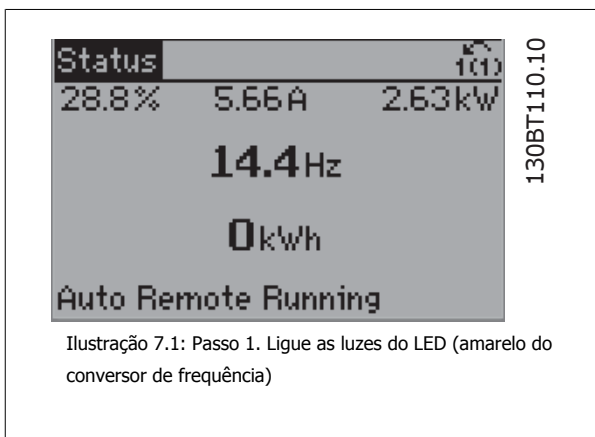 Status 1(1)
28.8% 5.66A 2.63kW
14.4Hz
0kWh
Auto Remote Running
130BT110.10
Ilustração 7.1: Passo 1. Ligue as luzes do LED (amarelo do
conversor de frequência)